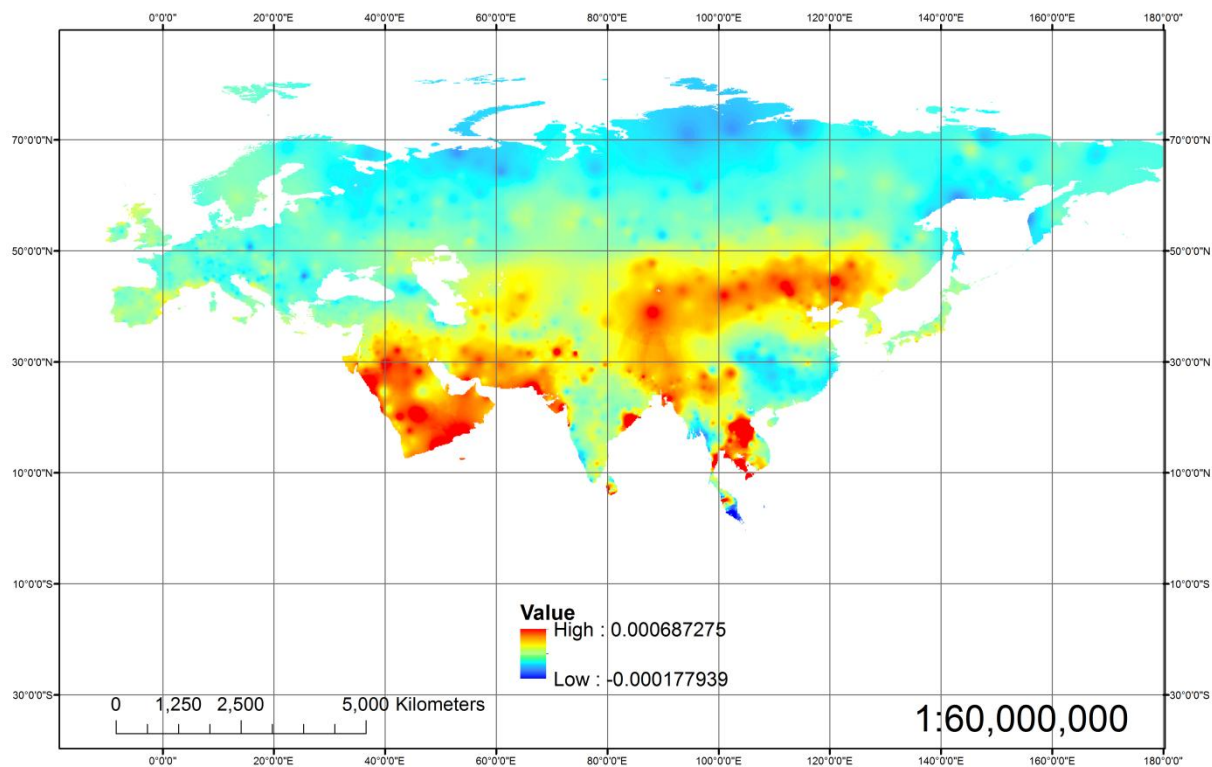 0°0'0" 20°0'0"E 40°0'0"E 60°0'0"E 80°0'0"E 100°0'0"E 120°0'0"E 140°0'0"E 160°0'0"E 180°0'0"
70°0'0"N 70°0'0"N
50°0'0"N 50°0'0"N
30°0'0"N 30°0'0"N
10°0'0"N 10°0'0"N
10°0'0"S 10°0'0"S
Value
High : 0.000687275
Low : -0.000177939
30°0'0"S 30°0'0"S
0 1,250 2,500 5,000 Kilometers
1:60,000,000
0°0'0" 20°0'0"E 40°0'0"E 60°0'0"E 80°0'0"E 100°0'0"E 120°0'0"E 140°0'0"E 160°0'0"E 180°0'0"